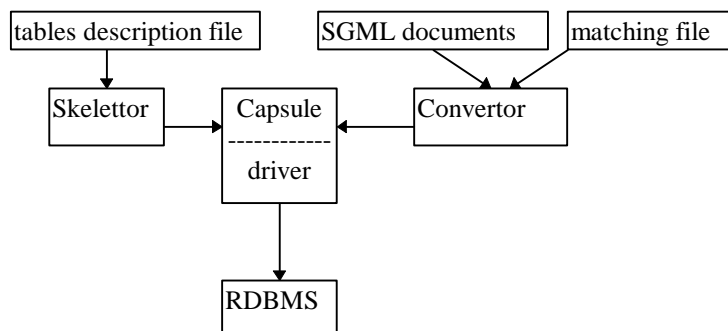 tables description file
SGML documents
matching file
Skelettor
Capsule
Convertor
driver
RDBMS